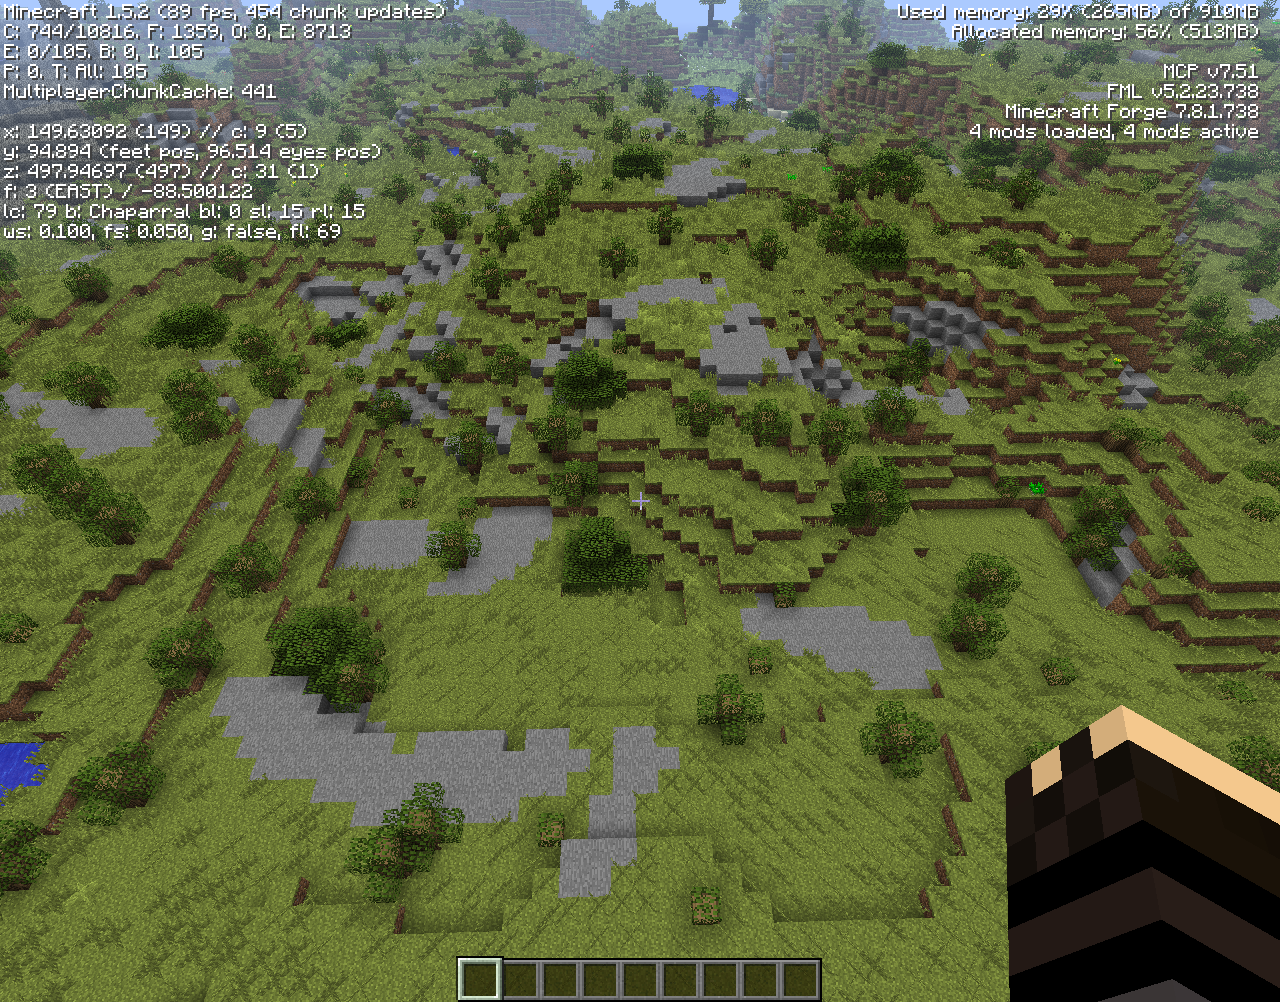 Minecraft 1.5.2 (89 fps, 454 chunk updates)
C: 744/10816. F: 1359, O: 0, E: 8713
E: 0/105. B: 0, I: 105
P: 0. T: All: 105
MultiplayerChunkCache: 441
x: 149.63092 (149) // c: 9 (5)
y: 94.894 (feet pos, 96.514 eyes pos)
z: 497.94697 (497) // c: 31 (1)
f: 3 (EAST) / -88.500122
lc: 79 b: Chaparral bl: 0 sl: 15 rl: 15
ws: 0.100, fs: 0.050, g: false, fl: 69
Used memory: 29% (265MB) of 910MB
Allocated memory: 56% (513MB)
MCP v7.51
FML v5.2.23.738
Minecraft Forge 7.8.1.738
4 mods loaded, 4 mods active